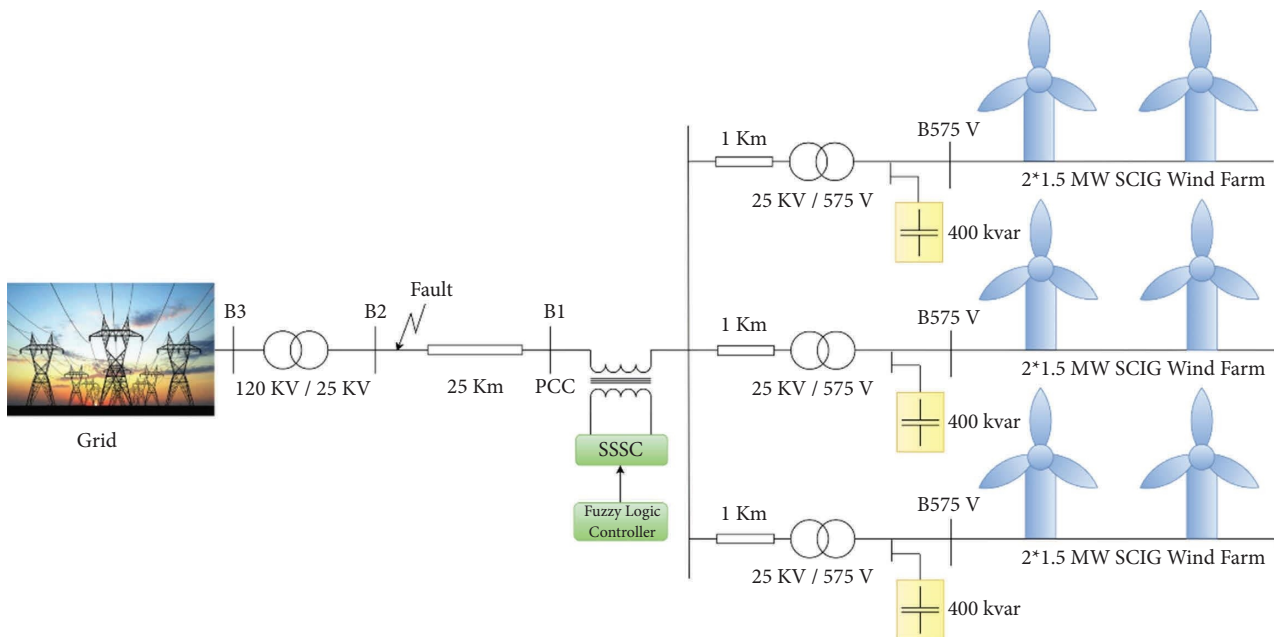 B575 V
1 Km
25 KV / 575 V
2*1.5 MW SCIG Wind Farm
400 kvar
B3
B2
Fault
B1
120 KV / 25 KV
25 Km
PCC
Grid
SSSC
Fuzzy Logic
Controller
B575 V
1 Km
25 KV / 575 V
2*1.5 MW SCIG Wind Farm
400 kvar
B575 V
1 Km
25 KV / 575 V
2*1.5 MW SCIG Wind Farm
400 kvar